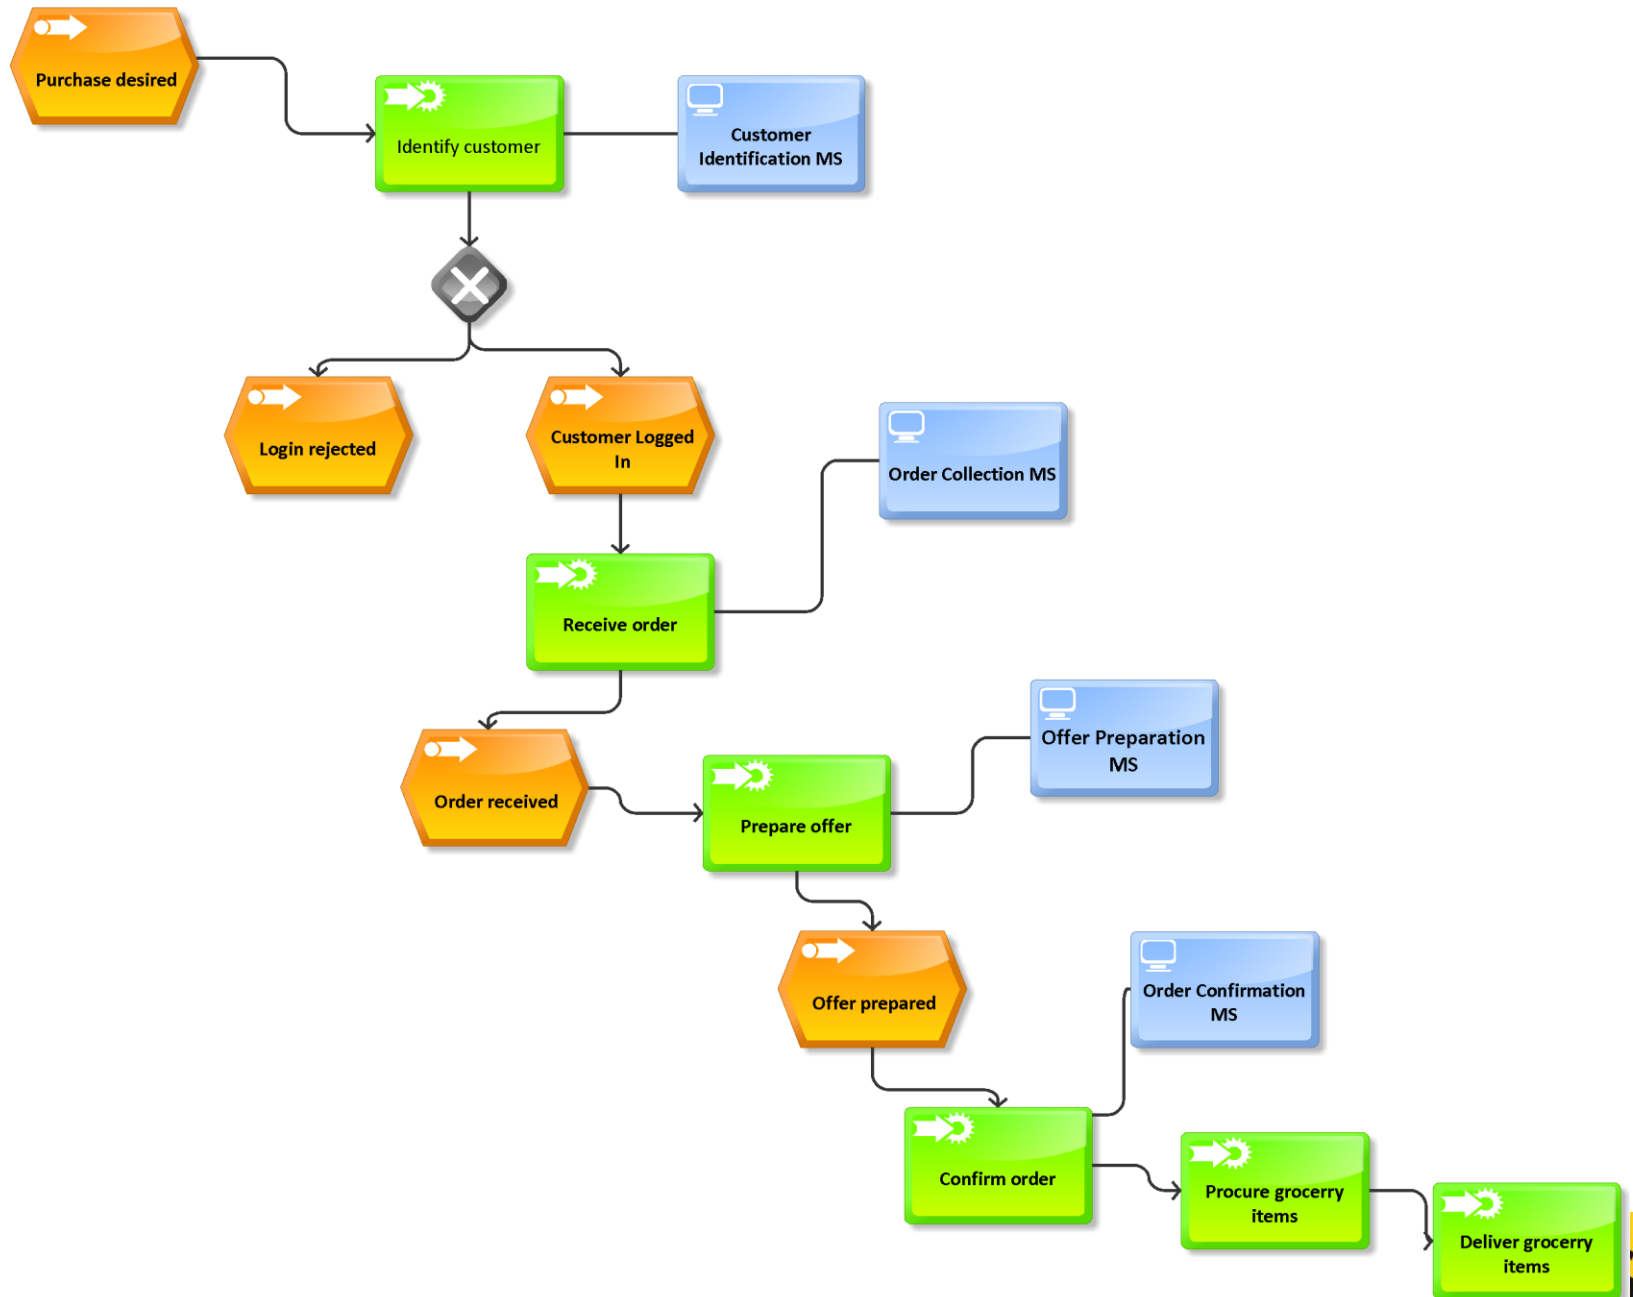 Purchase desired
Identify customer
Customer
Identification MS
Login rejected
Customer Logged
In
Order Collection MS
Receive order
Offer Preparation
MS
Order received
Prepare offer
Offer prepared
Order Confirmation
MS
Confirm order
Procure grocerry
items
Deliver grocerry
items